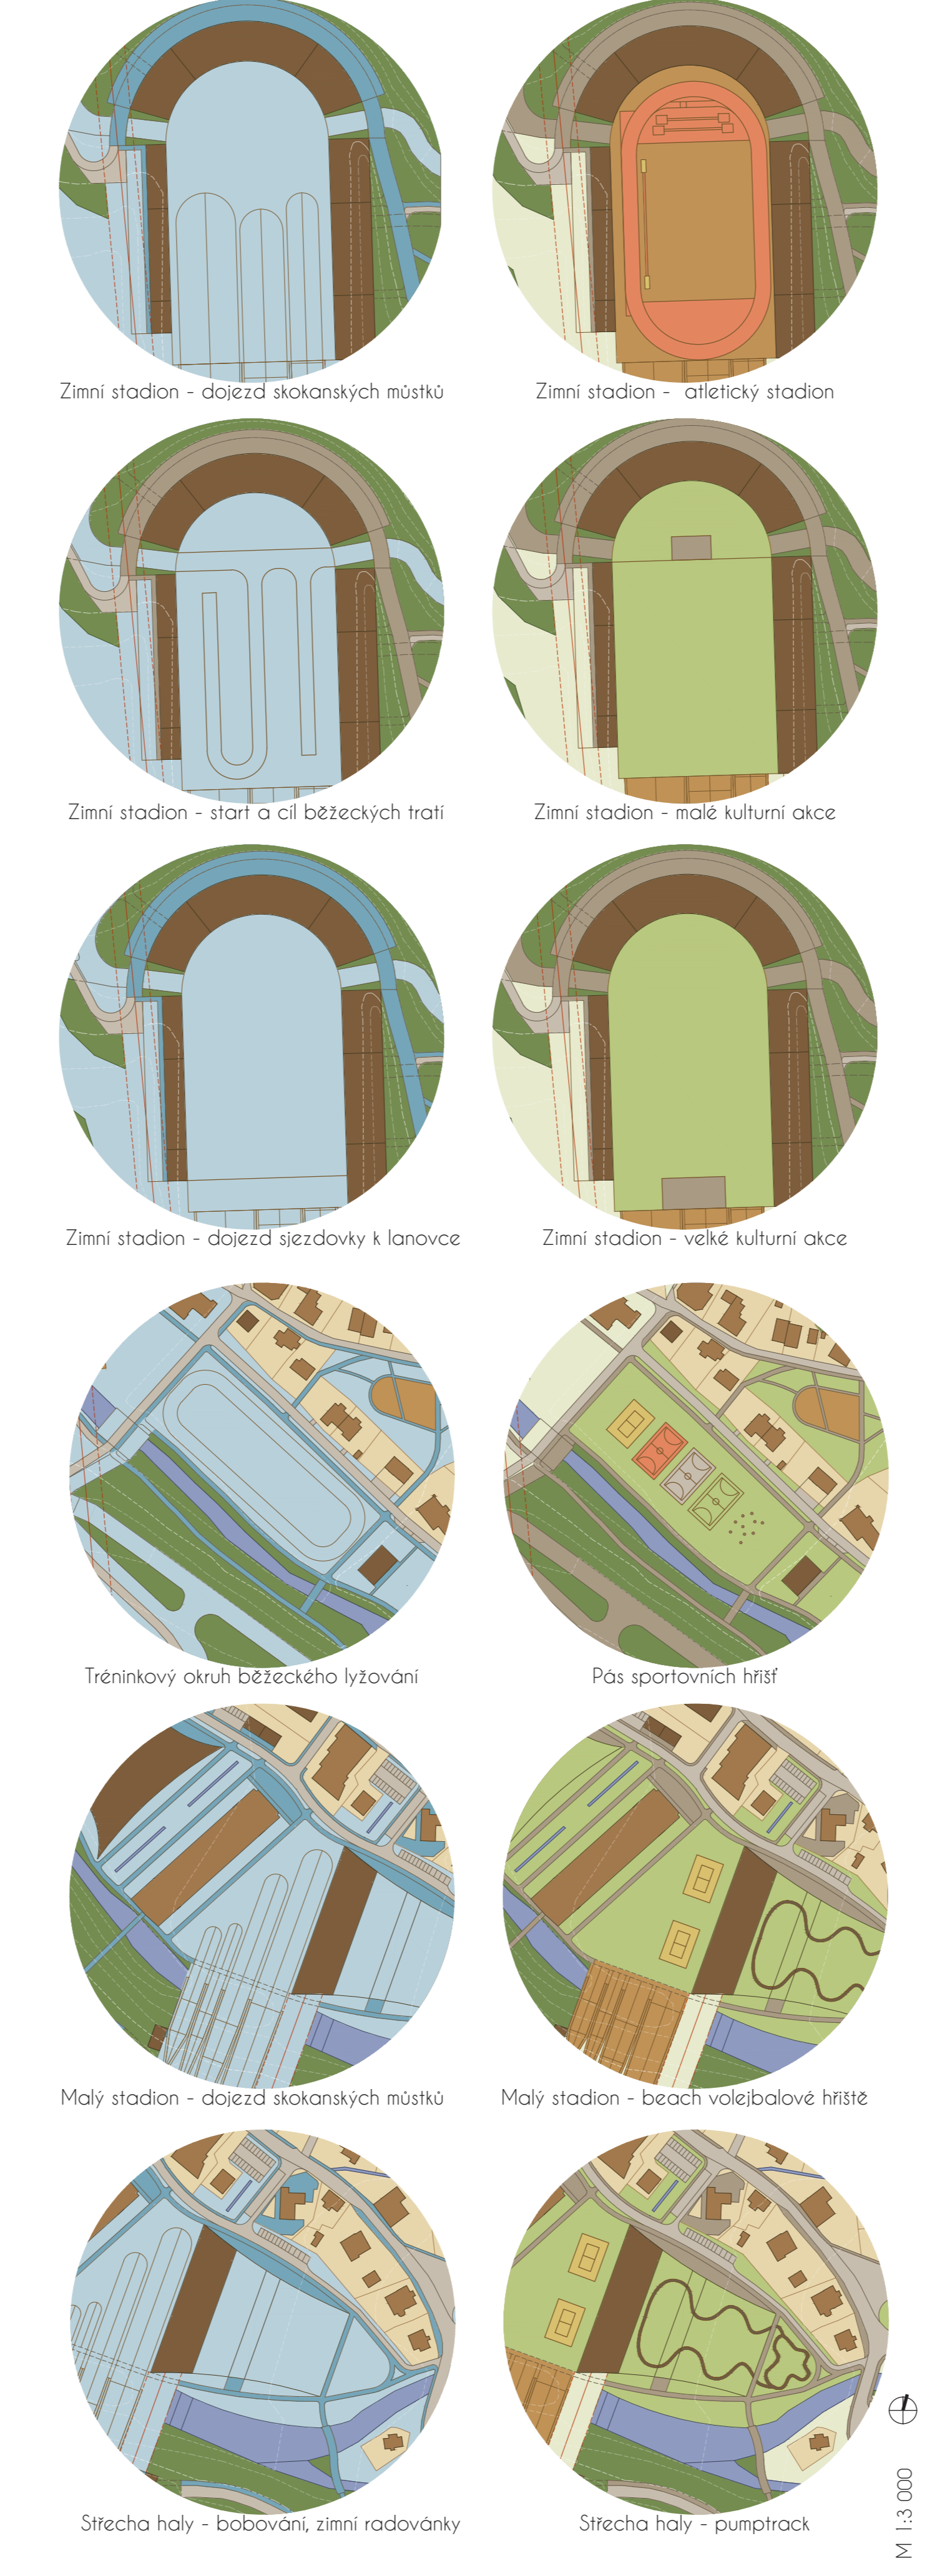 Zimní stadion - dojezd skokanských můstků
Zimní stadion - atletický stadion
Zimní stadion - start a cíl běžeckých tratí
Zimní stadion - malé kulturní akce
Zimní stadion - dojezd sjezdovky k lanovce
Zimní stadion - velké kulturní akce
Tréninkový okruh běžeckého lyžování
Pás sportovních hřišť
Malý stadion - dojezd skokanských můstků
Malý stadion - beach volejbalové hřiště
Střecha haly - bobování, zimní radovánky
Střecha haly - pumptrack
M 1:3 000